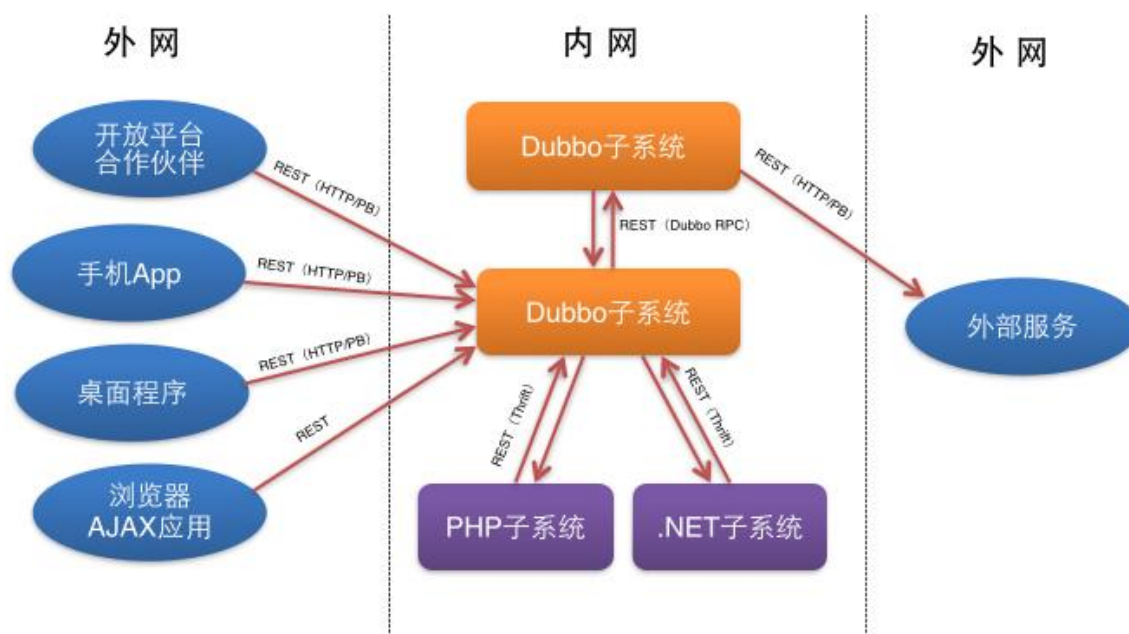 外 网
内 网
外 网
开放平台
合作伙伴
REST（HTTP/PB）
Dubbo子系统
REST（HTTP/PB）
手机App
REST（HTTP/PB）
REST（Dubbo RPC）
Dubbo子系统
外部服务
桌面程序
REST（HTTP/PB）
REST
REST（Thrift）
REST（Thrift）
浏览器
AJAX应用
PHP子系统
.NET子系统